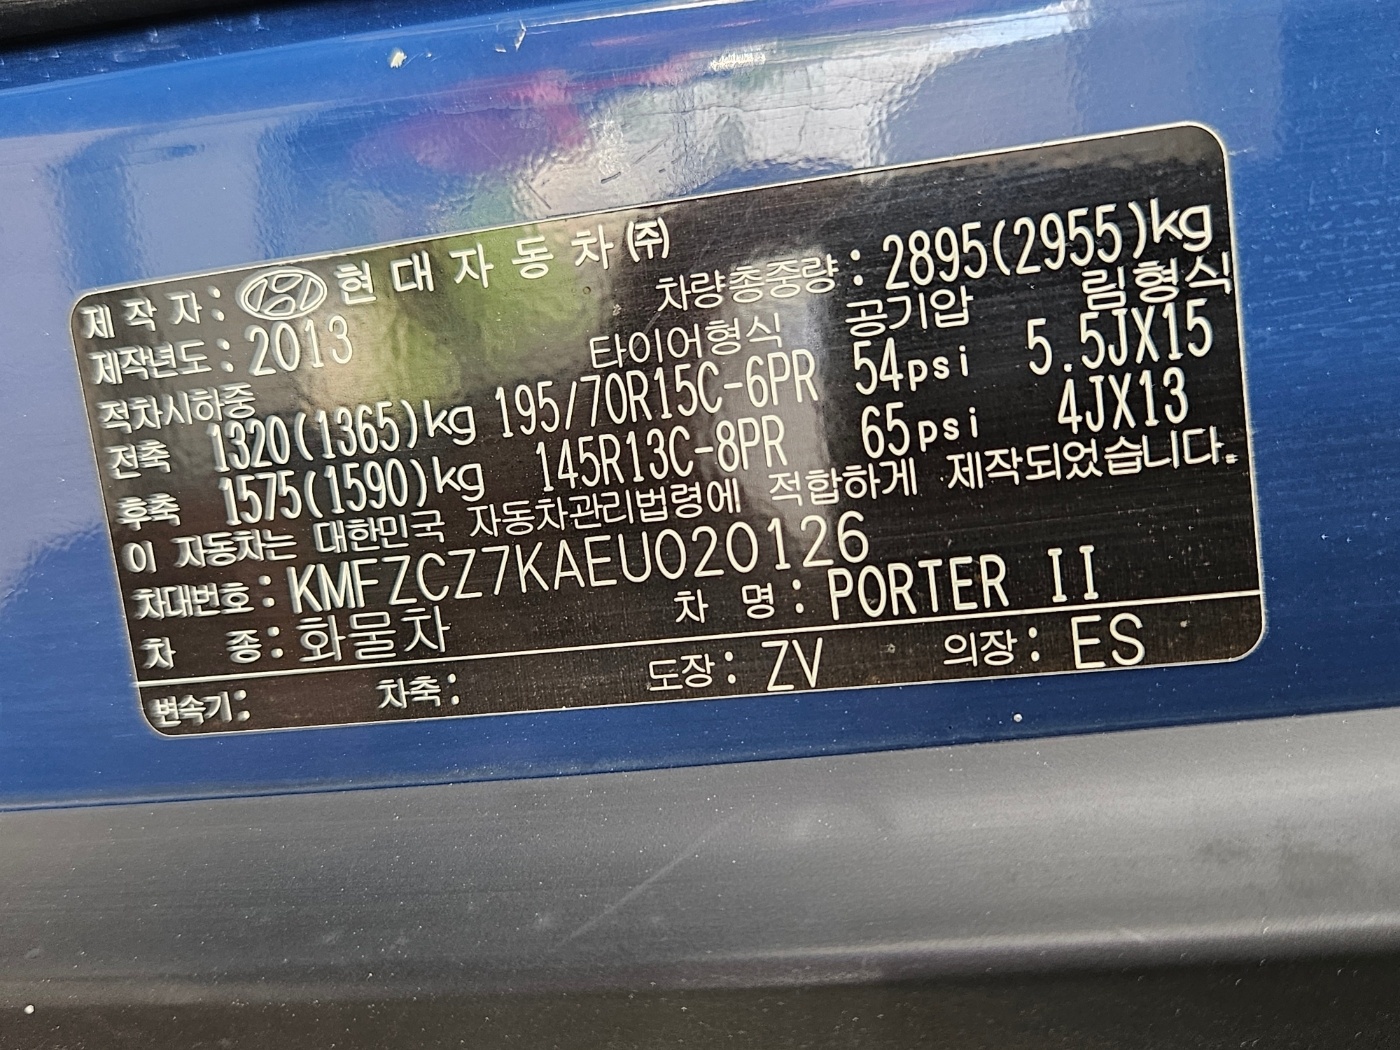 제작자: 현대자동차㈜
제작년도: 2013 차량총중량: 2895(2955)kg
적차시하중 타이어형식 공기압 림형식
전축 1320(1365)kg 195/70R15C-6PR 54psi 5.5JX15
후축 1575(1590)kg 145R13C-8PR 65psi 4JX13
이 자동차는 대한민국 자동차관리법령에 적합하게 제작되었습니다.
차대번호: KMFZCZ7KAEU020126
차 종: 화물차 차 명: PORTER II
변속기: 차축: 도장: ZV 의장: ES